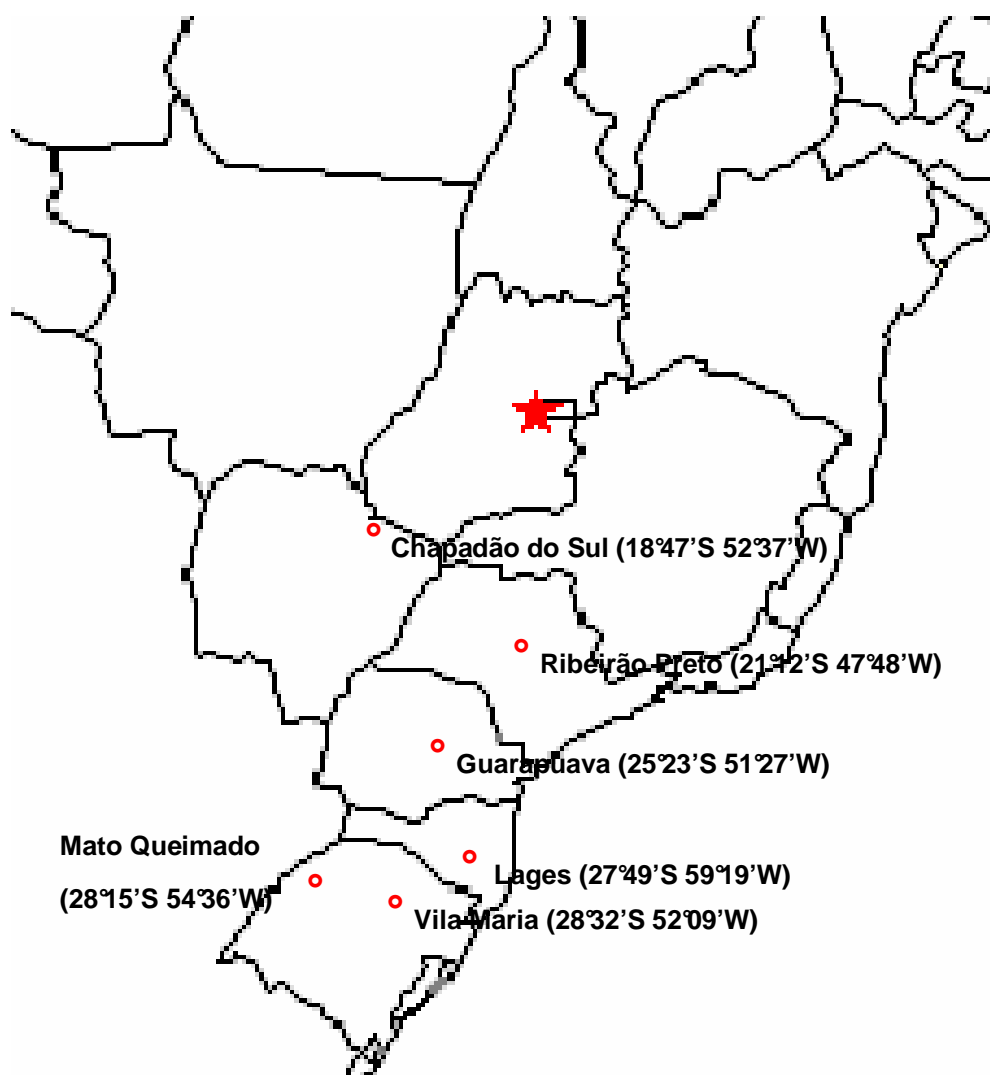 Chapadão do Sul (18°47’S 52°37’W)
Ribeirão Preto (21°12’S 47°48’W)
Guarapuava (25°23’S 51°27’W)
Mato Queimado
(28°15’S 54°36’W)
Lages (27°49’S 59°19’W)
Vila Maria (28°32’S 52°09’W)